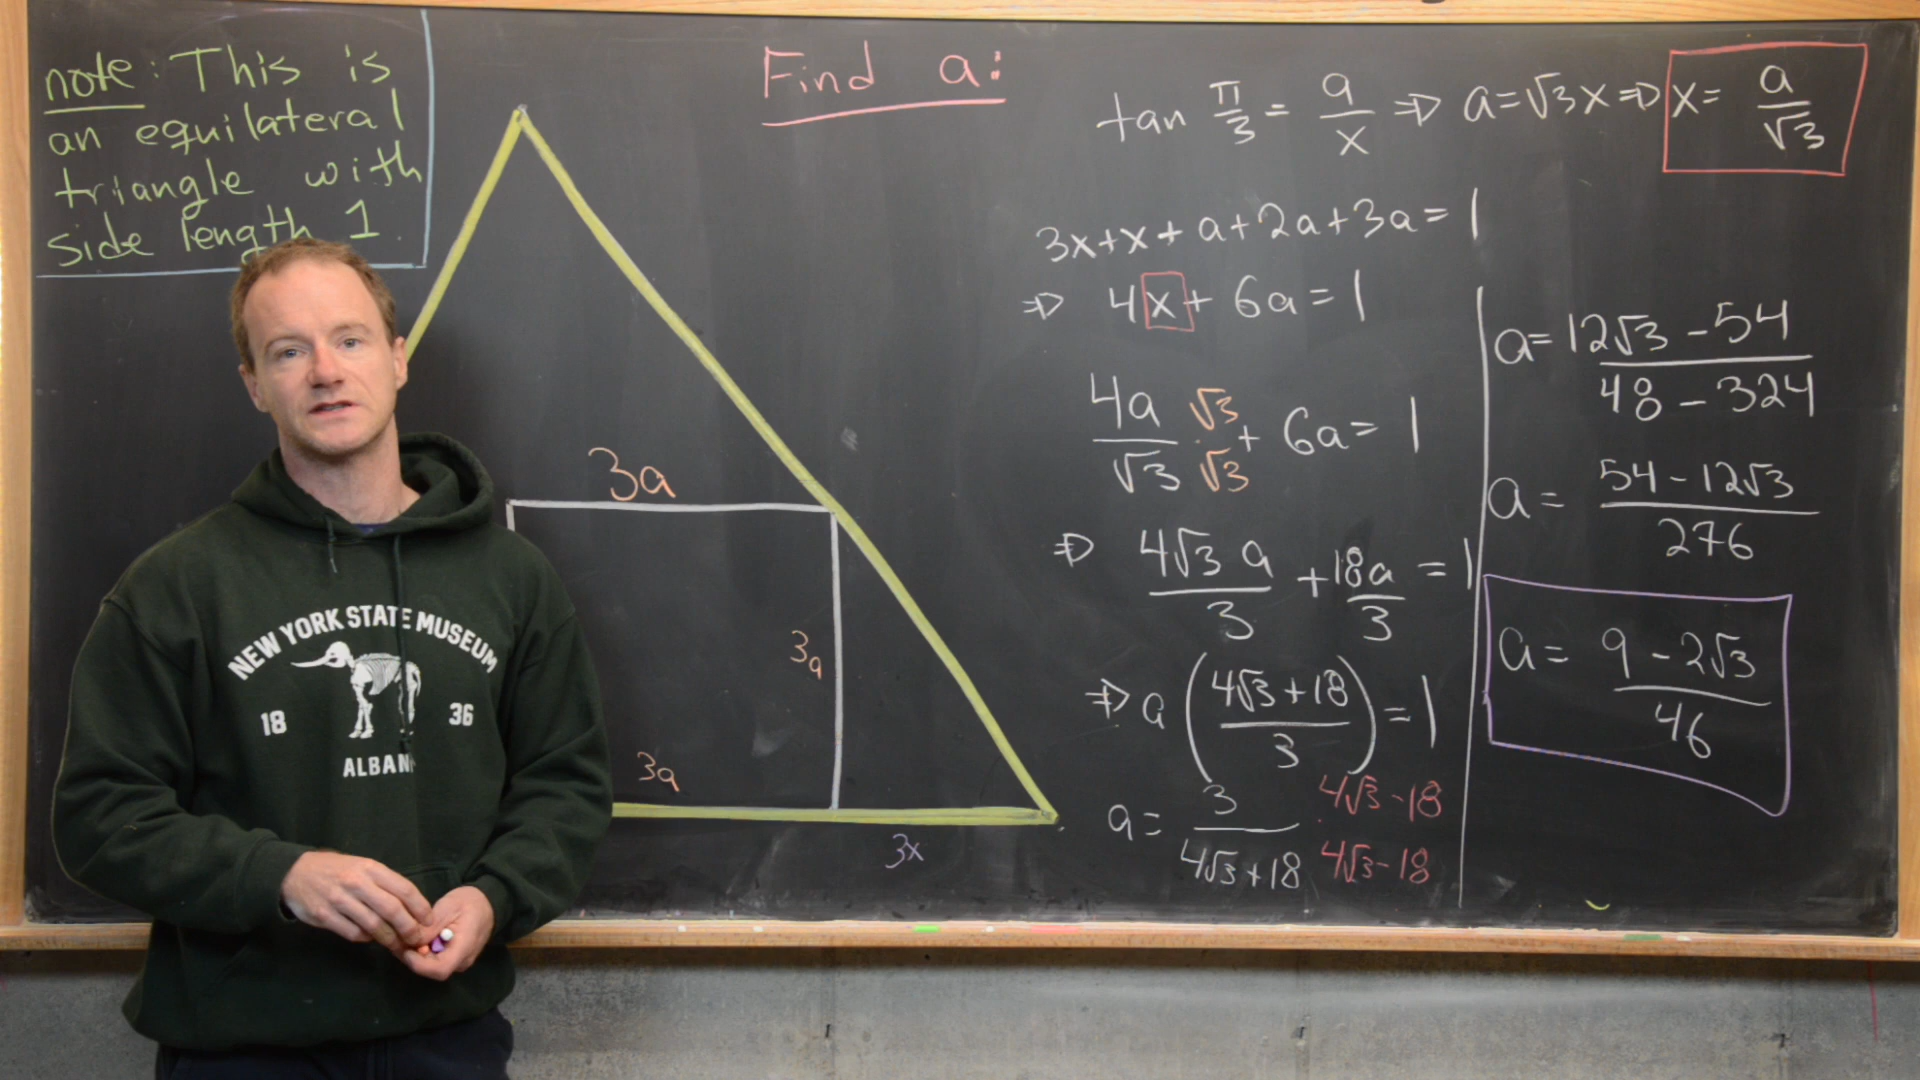 note: This is
an equilateral
triangle with
side length 1.
Find a:
3a
3a
3a
3x
tan π/3 = a/x ⇒ a=√3x ⇒ x= a/√3
3x+x+a+2a+3a=1
⇒ 4x+ 6a=1
4a/√3 · √3/√3 + 6a= 1
⇒ 4√3 a/3 + 18a/3 = 1
⇒ a (4√3+18/3) = 1
a= 3/4√3+18 · 4√3-18/4√3-18
a= 12√3 - 54/48 - 324
a= 54 - 12√3/276
a= 9 - 2√3/46
NEW YORK STATE MUSEUM
18 36